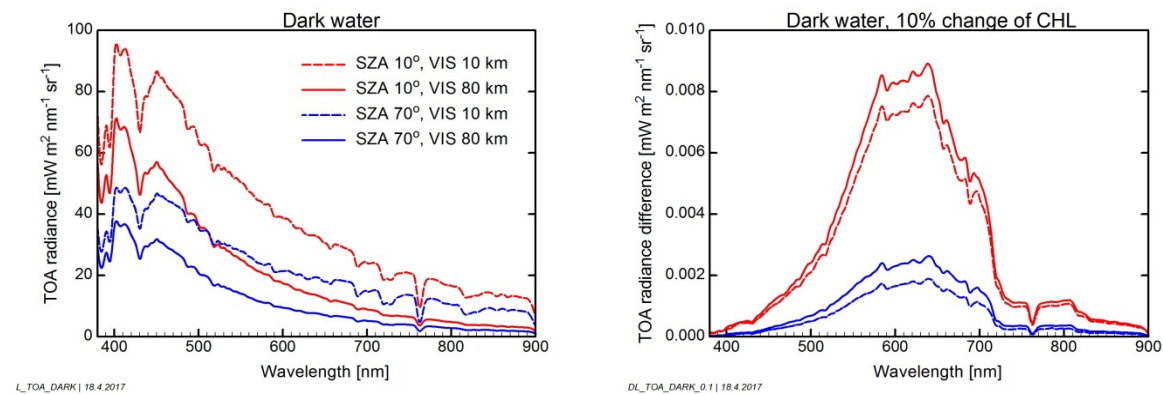 Dark water
TOA radiance [mW m² nm⁻¹ sr⁻¹]
100
80
60
40
20
0
SZA 10°, VIS 10 km
SZA 10°, VIS 80 km
SZA 70°, VIS 10 km
SZA 70°, VIS 80 km
400 500 600 700 800 900
Wavelength [nm]
L_TOA_DARK | 18.4.2017
Dark water, 10% change of CHL
TOA radiance difference [mW m² nm⁻¹ sr⁻¹]
0.010
0.008
0.006
0.004
0.002
0.000
400 500 600 700 800 900
Wavelength [nm]
DL_TOA_DARK_0.1 | 18.4.2017